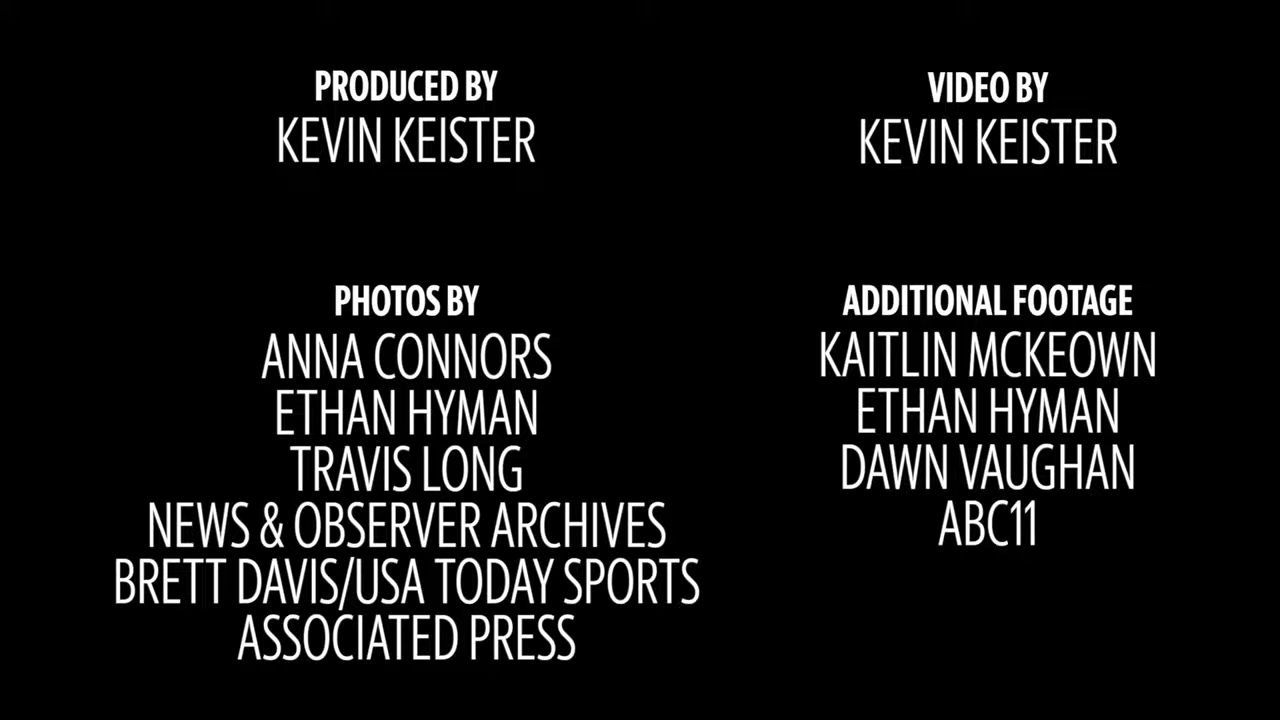 PRODUCED BY
KEVIN KEISTER
VIDEO BY
KEVIN KEISTER
PHOTOS BY
ANNA CONNORS
ETHAN HYMAN
TRAVIS LONG
NEWS & OBSERVER ARCHIVES
BRETT DAVIS/USA TODAY SPORTS
ASSOCIATED PRESS
ADDITIONAL FOOTAGE
KAITLIN MCKEOWN
ETHAN HYMAN
DAWN VAUGHAN
ABC11